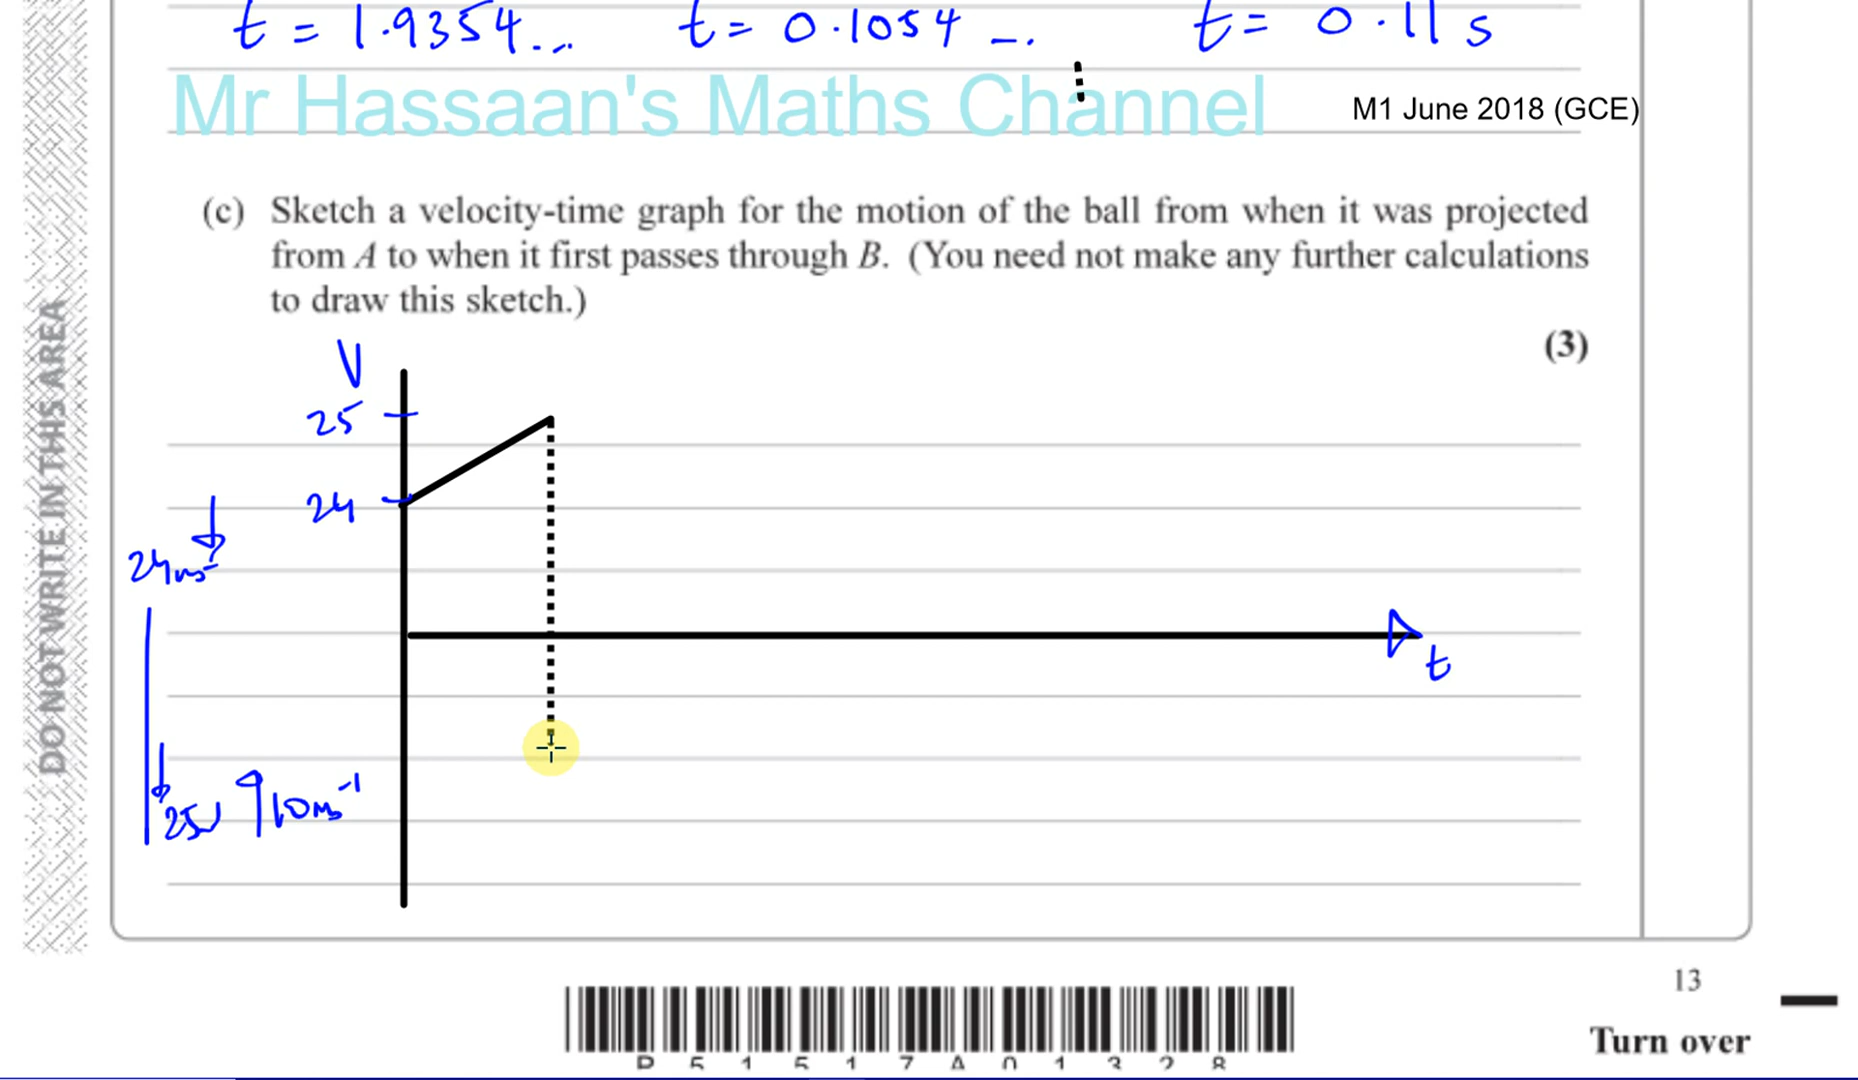 t = 1.9354... t = 0.1054 ... t = 0.11 s
Mr Hassaan's Maths Channel
M1 June 2018 (GCE)
(c) Sketch a velocity-time graph for the motion of the ball from when it was projected
from A to when it first passes through B. (You need not make any further calculations
to draw this sketch.)
(3)
V
25
24
24ms⁻¹
t
25
10ms⁻¹
DO NOT WRITE IN THIS AREA
13
P51517A01328
Turn over